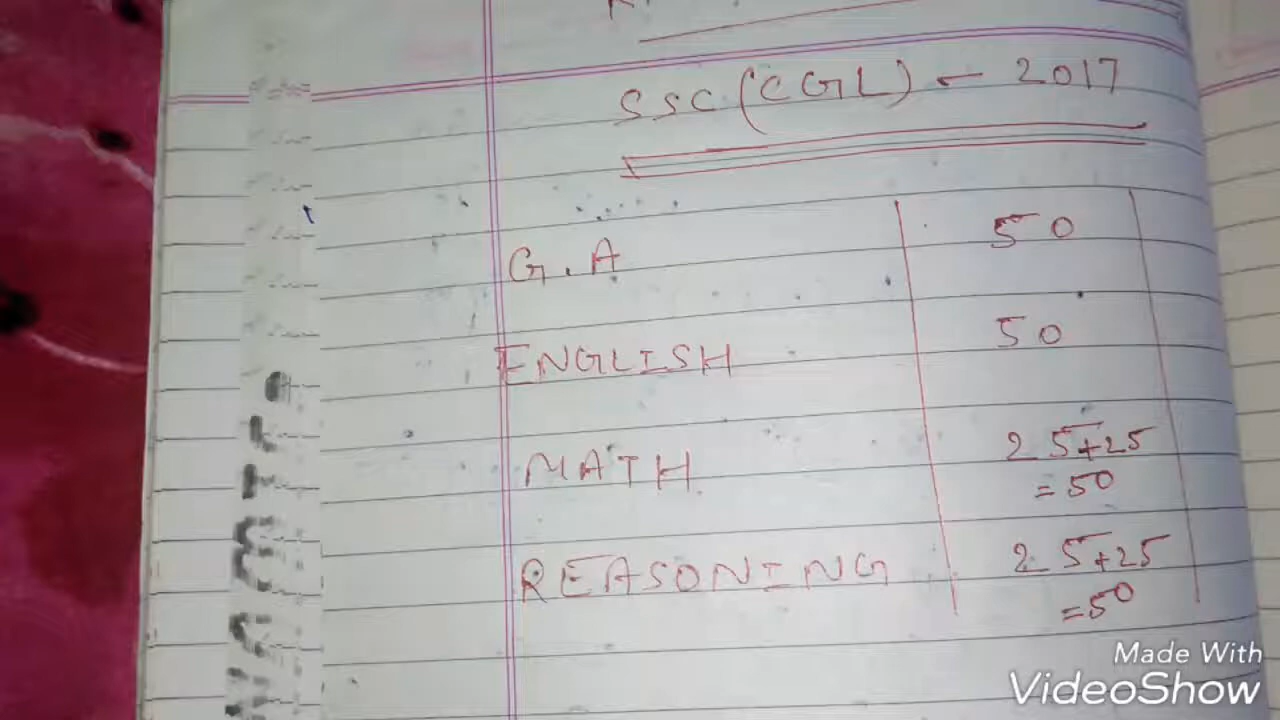 SSC (CGL) - 2017
G.A 50
ENGLISH 50
MATH 25+25
=50
REASONING 25+25
=50
Made With
VideoShow